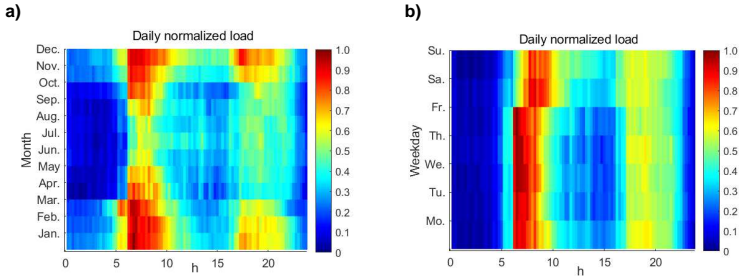 a)
Daily normalized load
Dec.
Nov.
Oct.
Sep.
Aug.
Jul.
Jun.
May
Apr.
Mar.
Feb.
Jan.
Month
0 5 10 15 20
h
1.0
0.9
0.8
0.7
0.6
0.5
0.4
0.3
0.2
0.1
0
b)
Daily normalized load
Su.
Sa.
Fr.
Th.
We.
Tu.
Mo.
Weekday
0 5 10 15 20
h
1.0
0.9
0.8
0.7
0.6
0.5
0.4
0.3
0.2
0.1
0